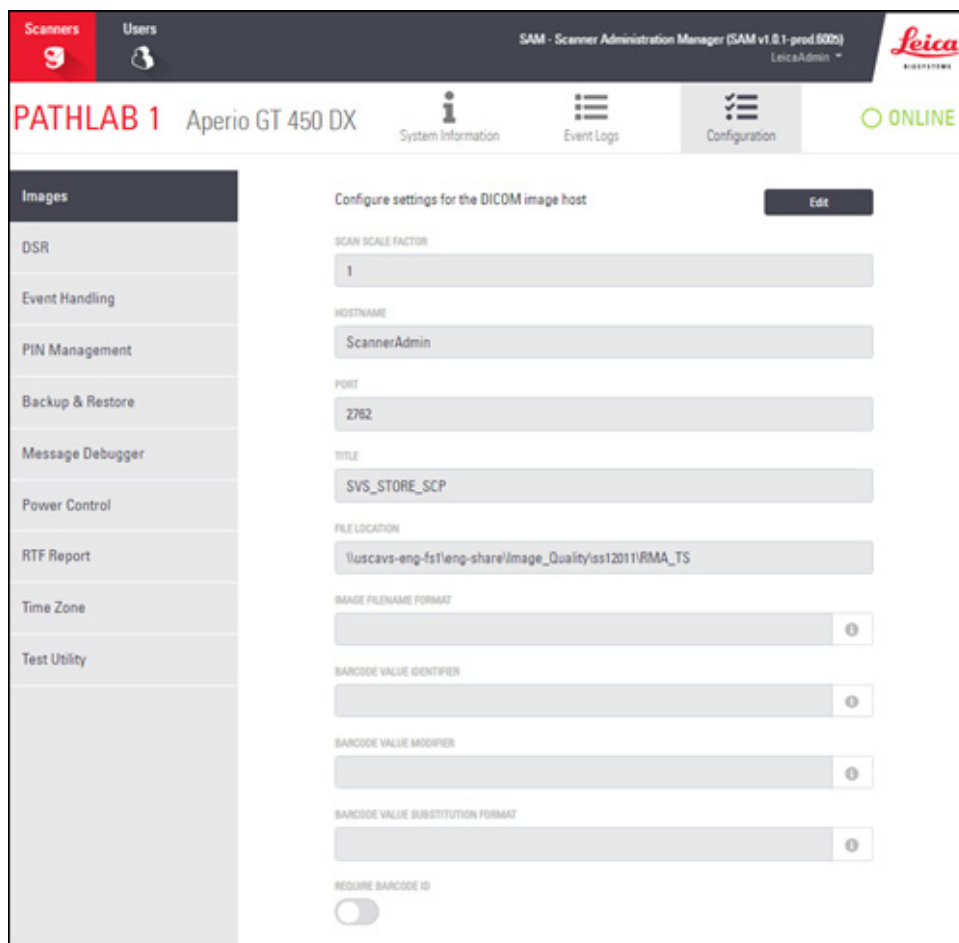 Scanners
Users
SAM - Scanner Administration Manager (SAM v1.0.1-prod.6005)
LeicaAdmin
Leica
BIOSYSTEMS
PATHLAB 1
Aperio GT 450 DX
System Information
Event Logs
Configuration
ONLINE
Images
DSR
Event Handling
PIN Management
Backup & Restore
Message Debugger
Power Control
RTF Report
Time Zone
Test Utility
Configure settings for the DICOM image host
Edit
SCAN SCALE FACTOR
1
HOSTNAME
ScannerAdmin
PORT
2762
TITLE
SVS_STORE_SCP
FILE LOCATION
\\uscavs-eng-fs1\eng-share\Image_Quality\ss12011\RMA_TS
IMAGE FILENAME FORMAT
BARCODE VALUE IDENTIFIER
BARCODE VALUE MODIFIER
BARCODE VALUE SUBSTITUTION FORMAT
REQUIRE BARCODE ID